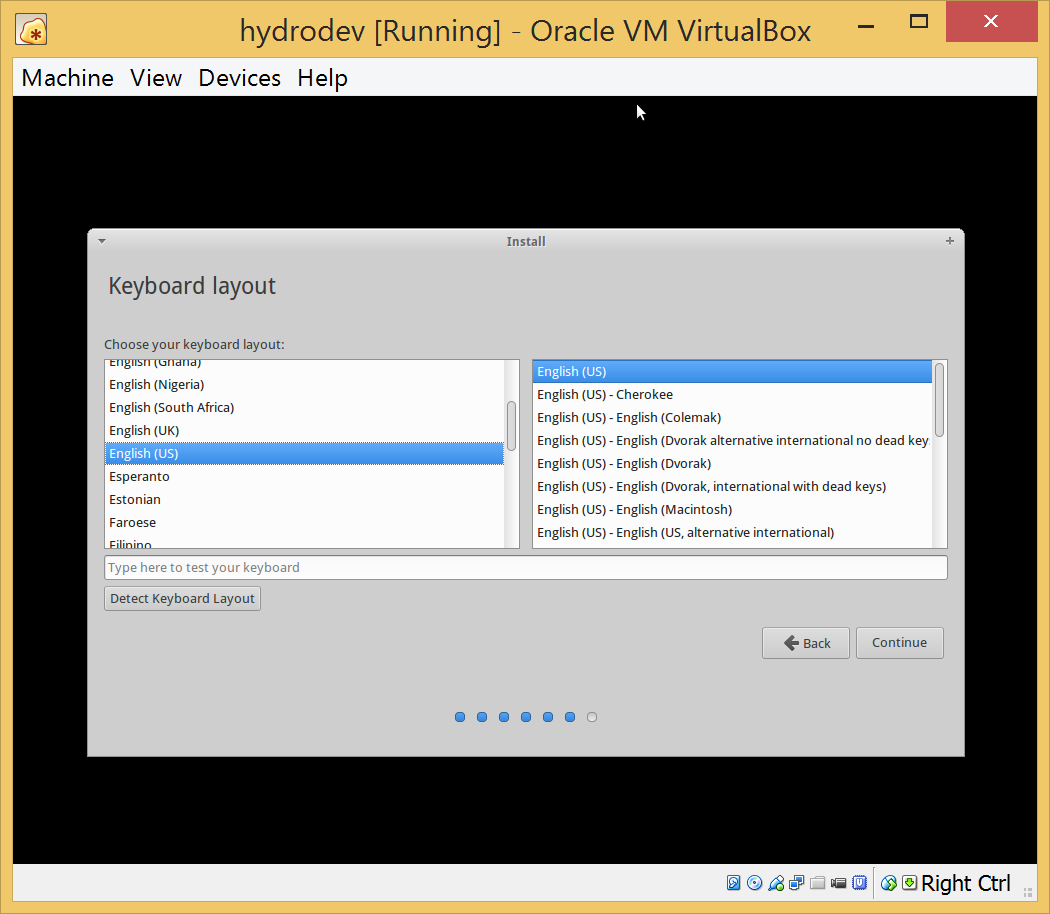 hydrodev [Running] - Oracle VM VirtualBox
Machine View Devices Help
Install
Keyboard layout
Choose your keyboard layout:
English (Ghana)
English (Nigeria)
English (South Africa)
English (UK)
English (US)
Esperanto
Estonian
Faroese
Filipino
English (US)
English (US) - Cherokee
English (US) - English (Colemak)
English (US) - English (Dvorak alternative international no dead key
English (US) - English (Dvorak)
English (US) - English (Dvorak, international with dead keys)
English (US) - English (Macintosh)
English (US) - English (US, alternative international)
Type here to test your keyboard
Detect Keyboard Layout
Back
Continue
Right Ctrl